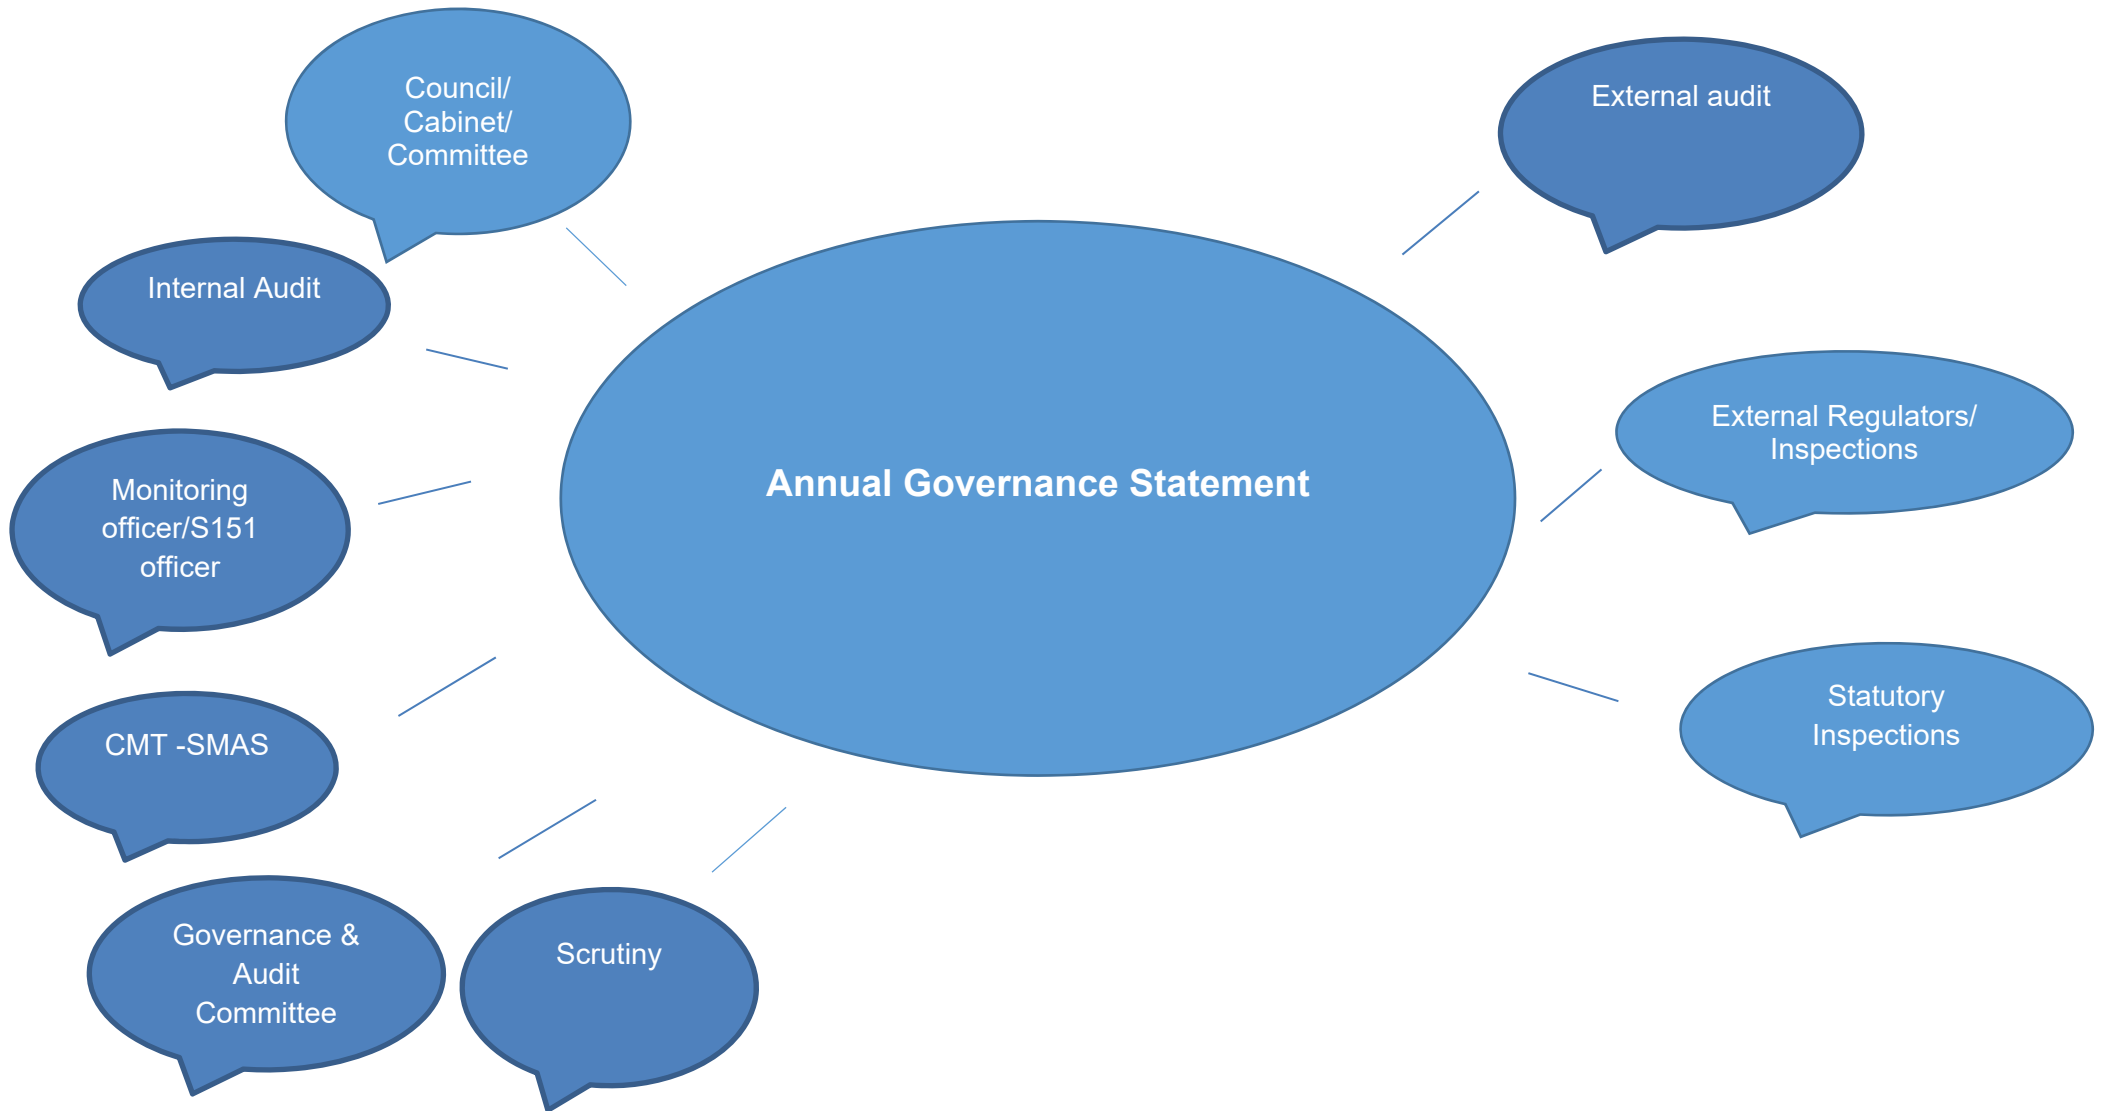 Council/
Cabinet/
Committee
External audit
Internal Audit
External Regulators/
Inspections
Annual Governance Statement
Monitoring
officer/S151
officer
Statutory
Inspections
CMT -SMAS
Governance &
Audit
Committee
Scrutiny